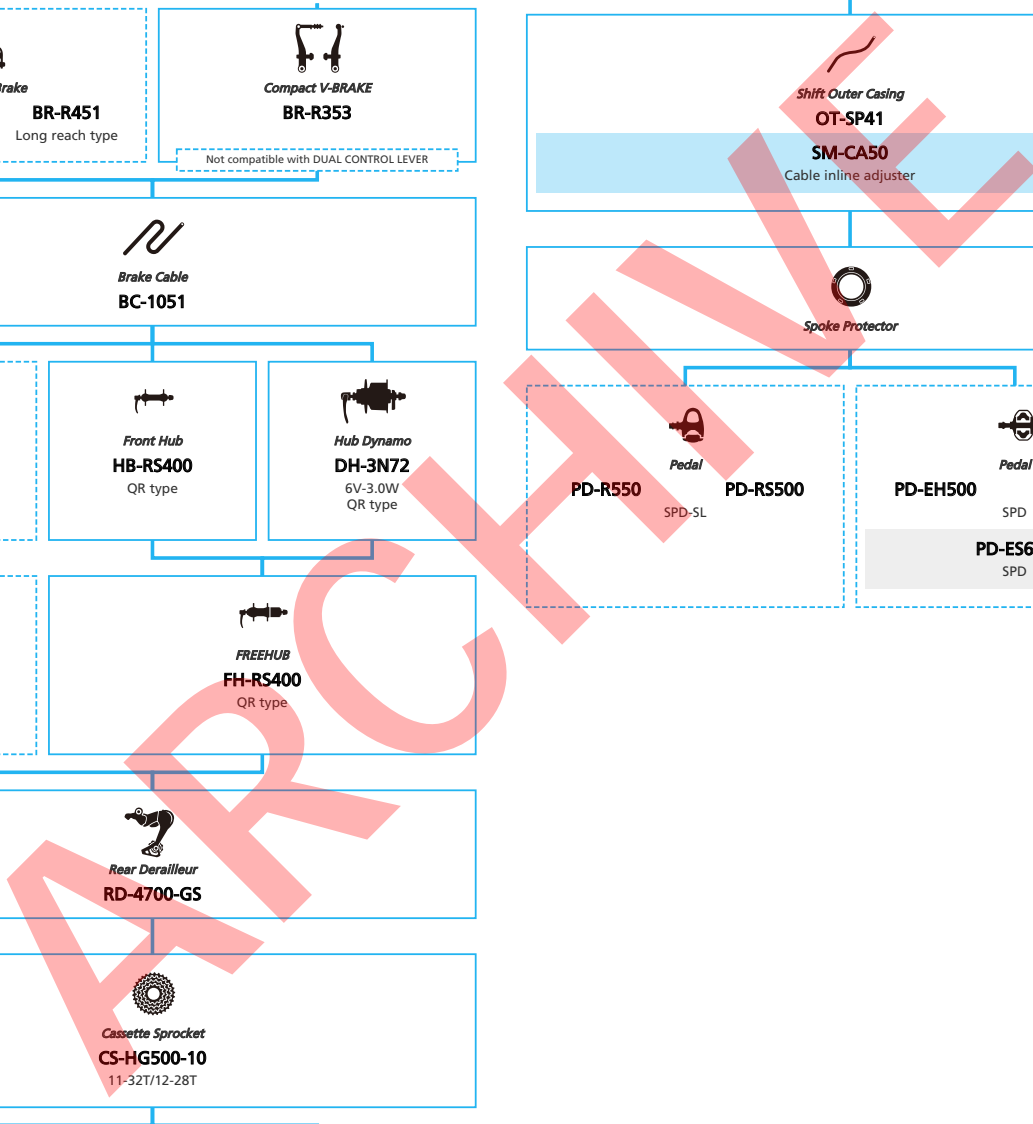 rake
BR-R451
Long reach type
Compact V-BRAKE
BR-R353
Not compatible with DUAL CONTROL LEVER
Brake Cable
BC-1051
Front Hub
HB-RS400
QR type
Hub Dynamo
DH-3N72
6V-3.0W
QR type
FREEHUB
FH-RS400
QR type
Rear Derailleur
RD-4700-GS
Cassette Sprocket
CS-HG500-10
11-32T/12-28T
Shift Outer Casing
OT-SP41
SM-CA50
Cable inline adjuster
Spoke Protector
Pedal
PD-R550 PD-RS500
SPD-SL
Pedal
PD-EH500
SPD
PD-ES6
SPD
ARCHIVE